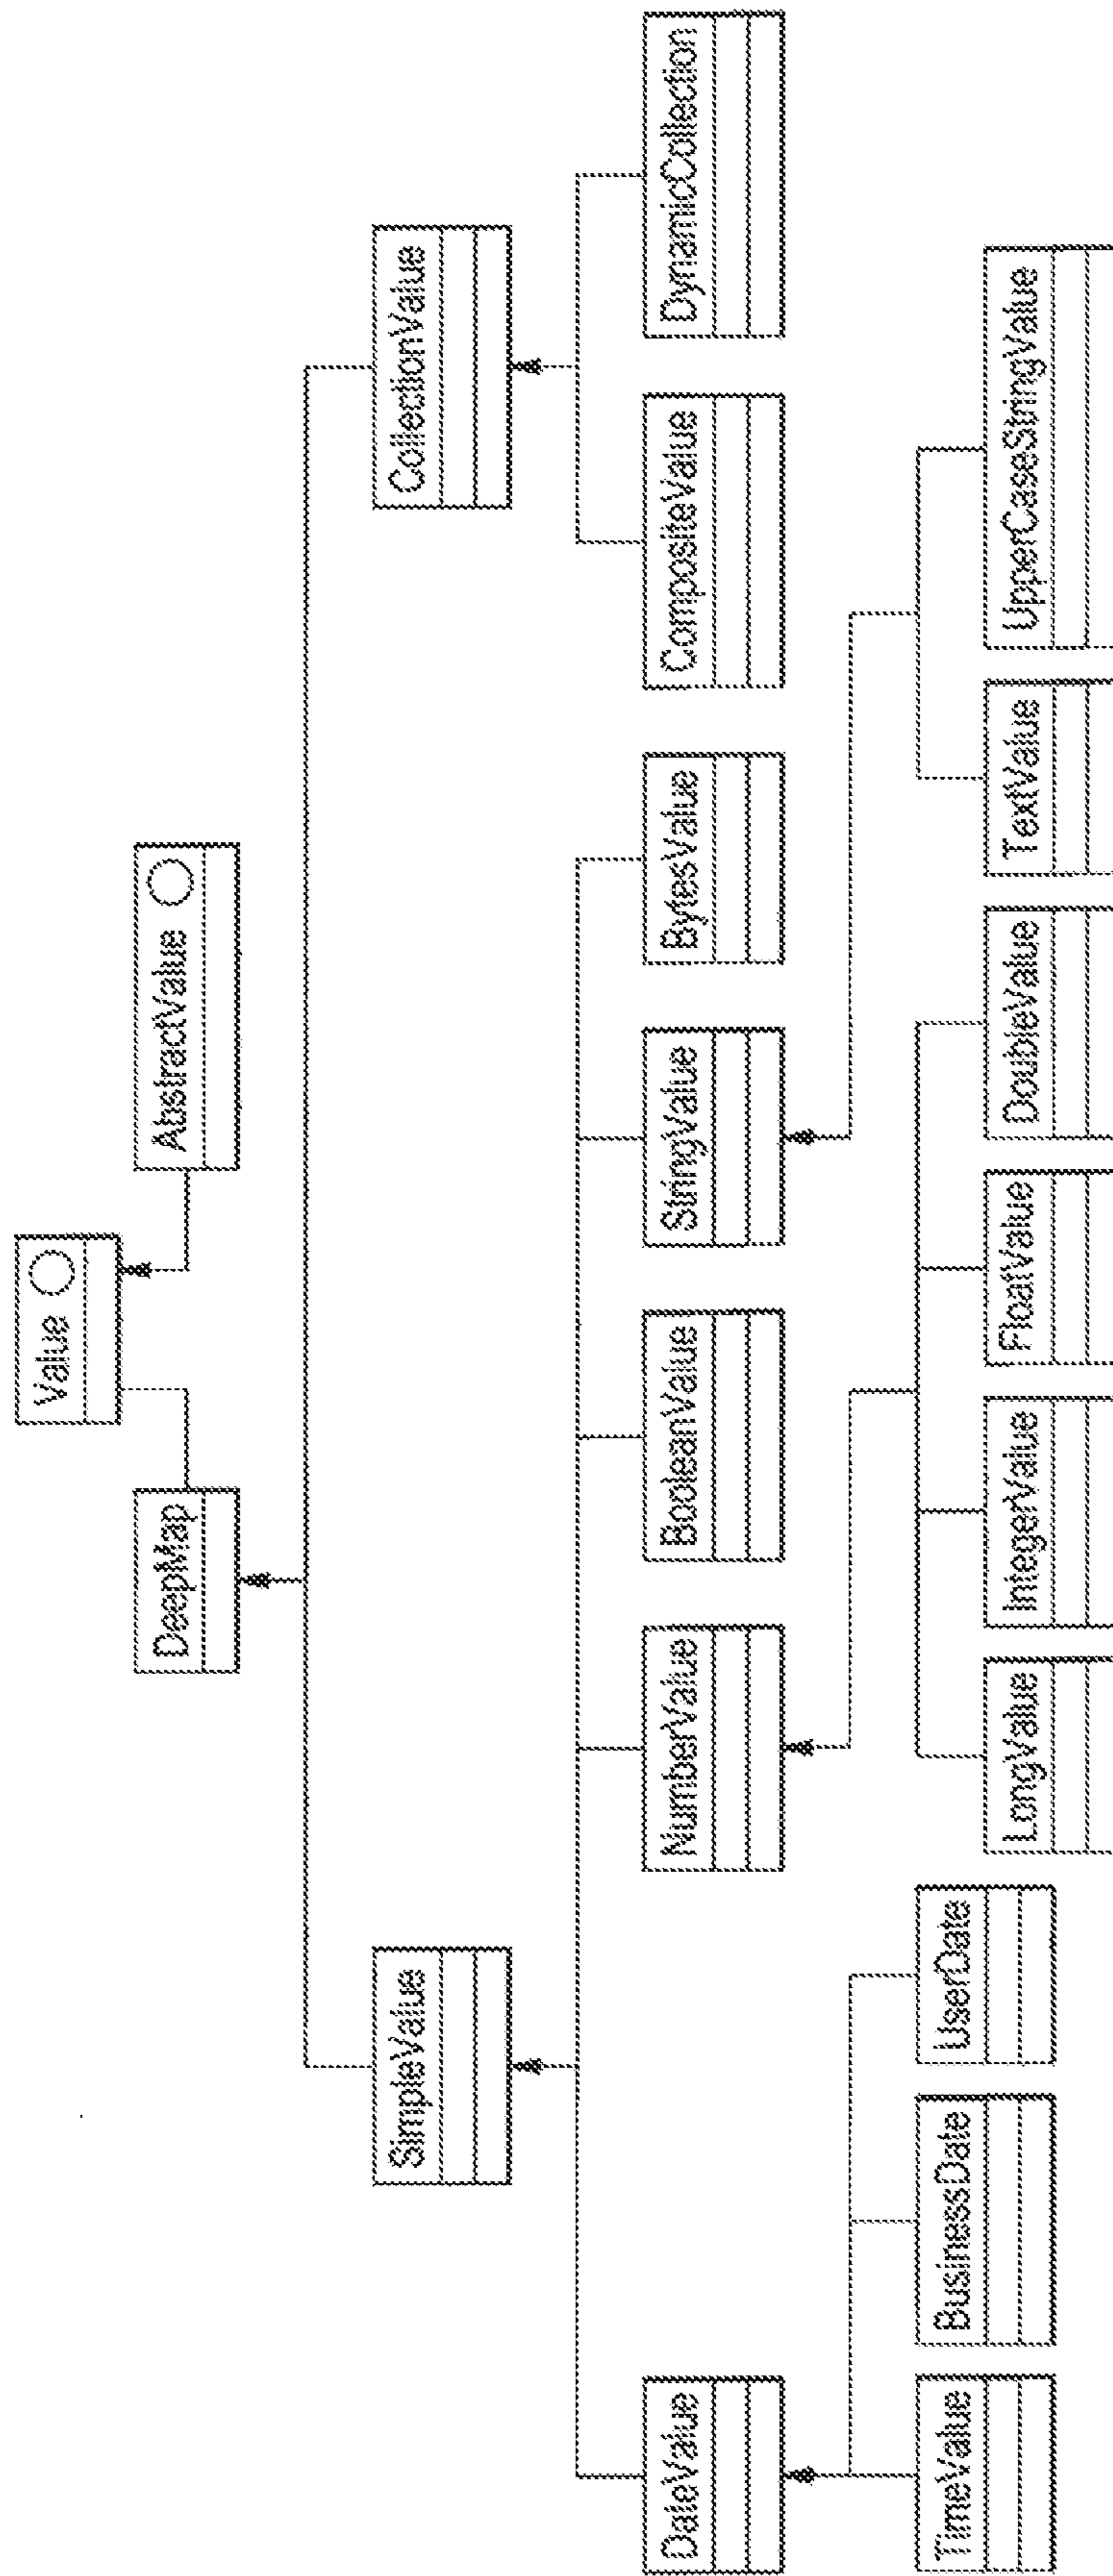 Value
DeepMap
AbstractValue
SimpleValue
CollectionValue
DateValue
NumberValue
BooleanValue
StringValue
BytesValue
CompositeValue
DynamicCollection
TimeValue
BusinessDate
UserDate
LongValue
IntegerValue
FloatValue
DoubleValue
TextValue
UpperCaseStringValue